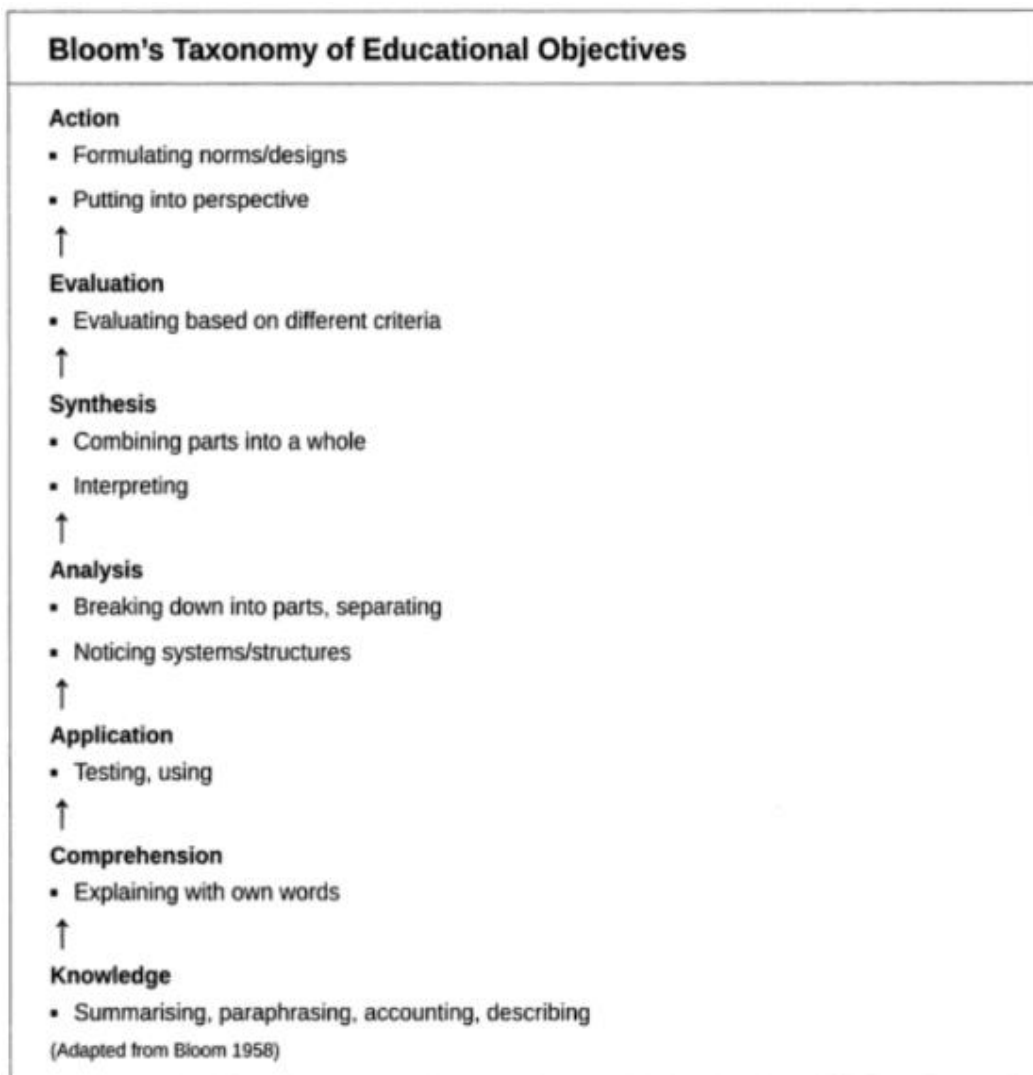 Bloom's Taxonomy of Educational Objectives
Action
▪ Formulating norms/designs
▪ Putting into perspective
↑
Evaluation
▪ Evaluating based on different criteria
↑
Synthesis
▪ Combining parts into a whole
▪ Interpreting
↑
Analysis
▪ Breaking down into parts, separating
▪ Noticing systems/structures
↑
Application
▪ Testing, using
↑
Comprehension
▪ Explaining with own words
↑
Knowledge
▪ Summarising, paraphrasing, accounting, describing
(Adapted from Bloom 1958)